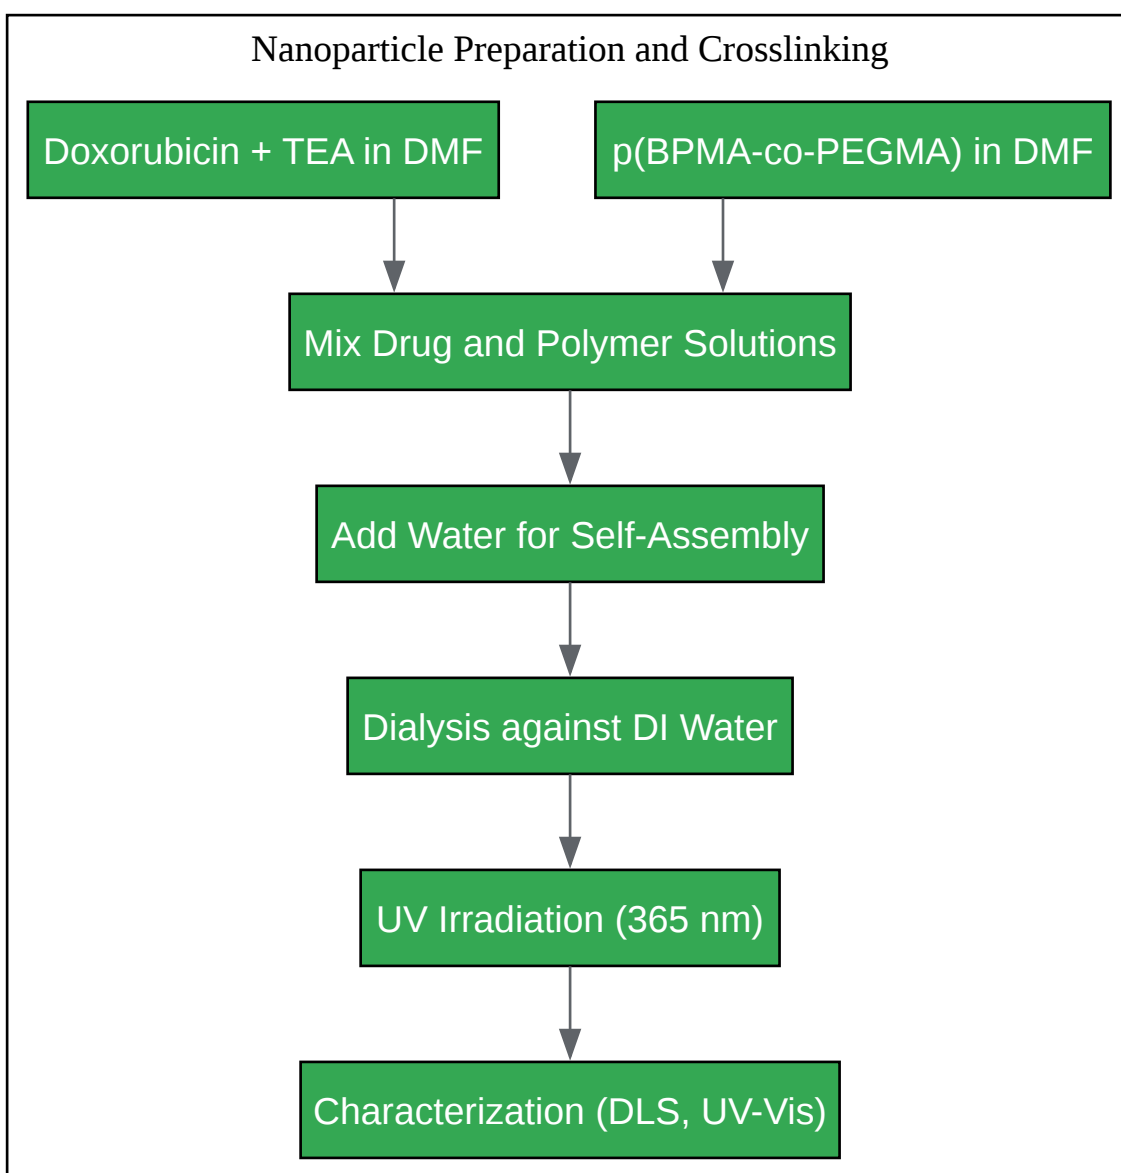 Nanoparticle Preparation and Crosslinking
Doxorubicin + TEA in DMF
p(BPMA-co-PEGMA) in DMF
Mix Drug and Polymer Solutions
Add Water for Self-Assembly
Dialysis against DI Water
UV Irradiation (365 nm)
Characterization (DLS, UV-Vis)